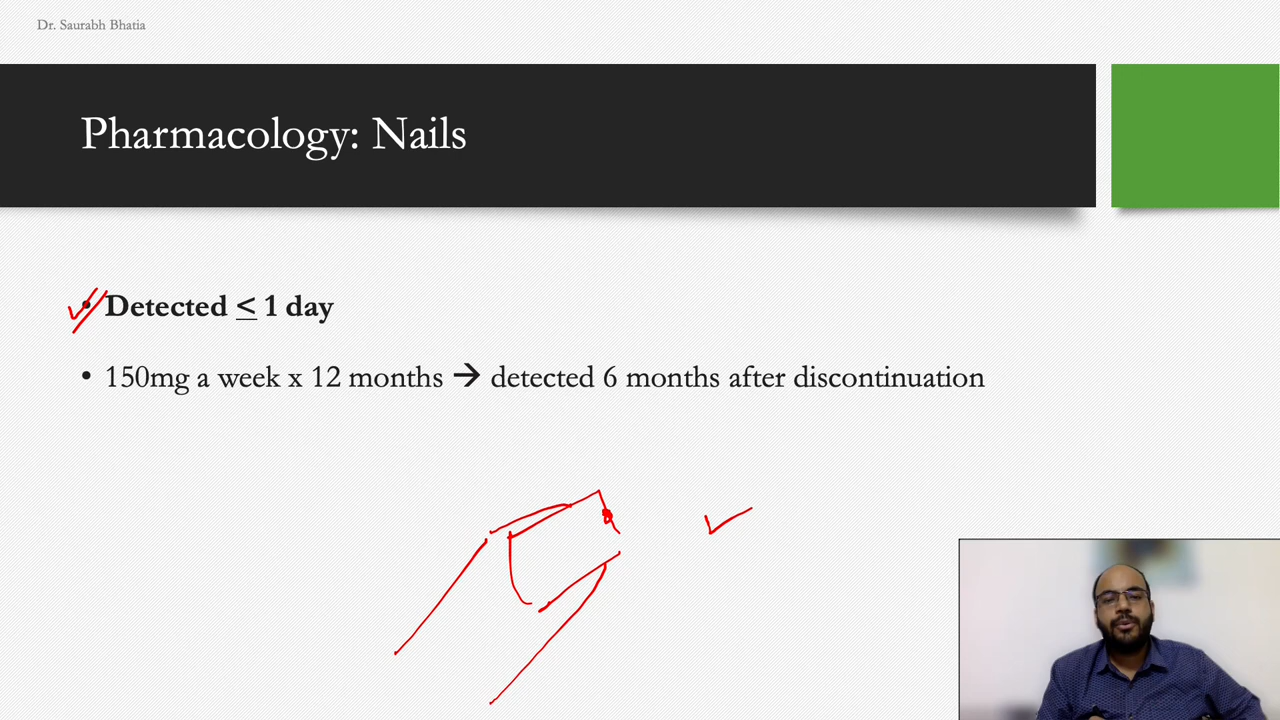 Dr. Saurabh Bhatia
Pharmacology: Nails
• Detected < 1 day
• 150mg a week x 12 months → detected 6 months after discontinuation